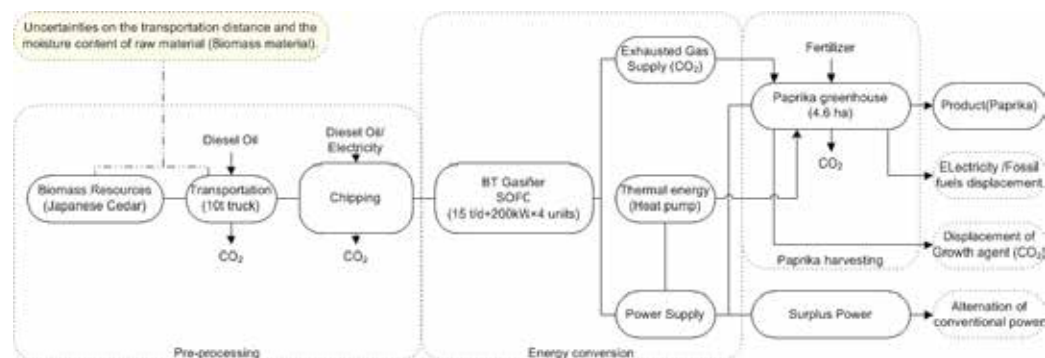 Uncertainties on the transportation distance and the
moisture content of raw material (Biomass material).
Diesel Oil
Diesel Oil/
Electricity
Biomass Resources
(Japanese Cedar)
Transportation
(10t truck)
Chipping
CO2
CO2
Pre-processing
BT Gasifier
SOFC
(15 t/d+200kW×4 units)
Exhausted Gas
Supply (CO2)
Thermal energy
(Heat pump)
Power Supply
Energy conversion
Fertilizer
Paprika greenhouse
(4.6 ha)
CO2
Paprika harvesting
Surplus Power
Product(Paprika)
ELectricity /Fossil
fuels displacement
Displacement of
Growth agent (CO2)
Alternation of
conventional power